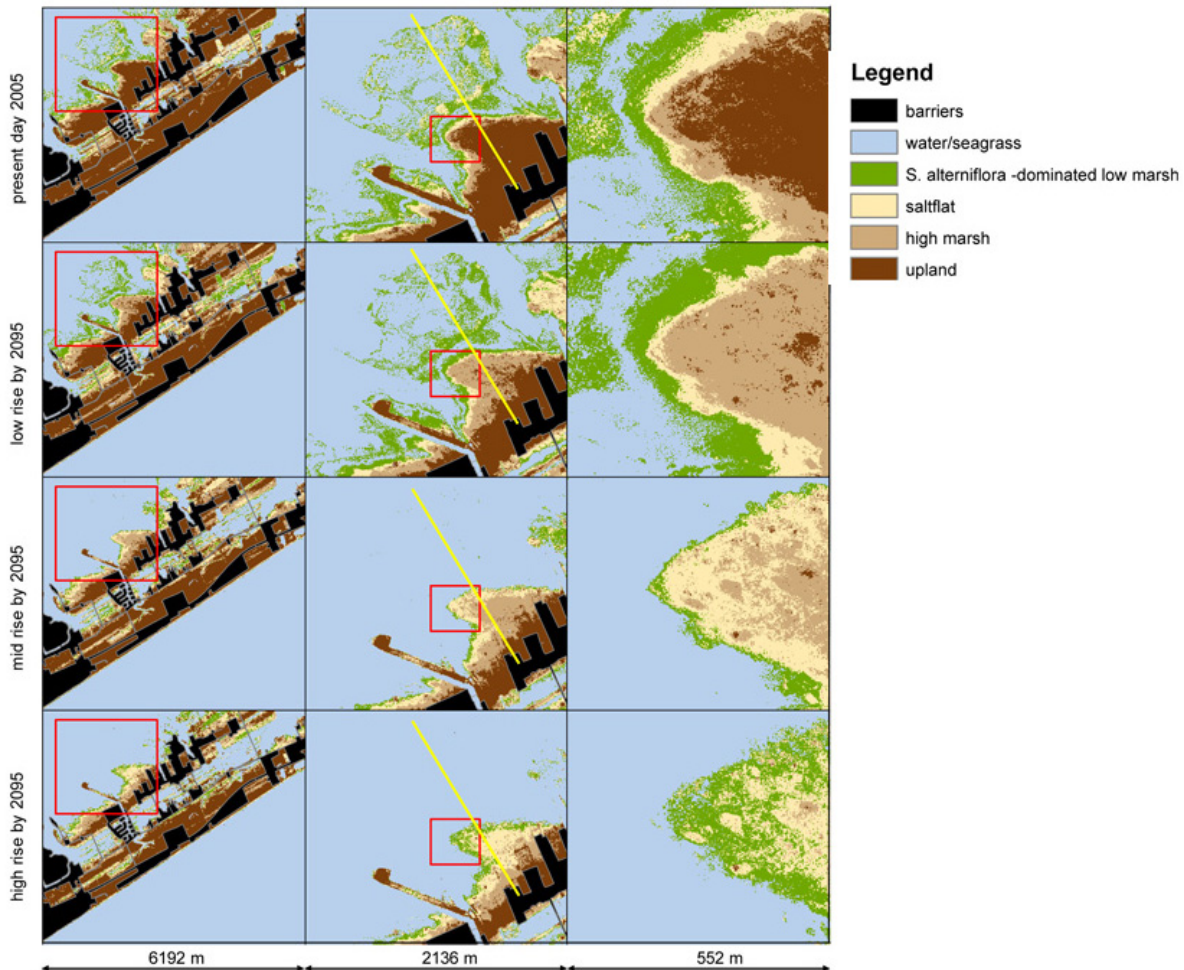 present day 2005
low rise by 2095
mid rise by 2095
high rise by 2095
6192 m
2136 m
552 m
Legend
barriers
water/seagrass
S. alterniflora -dominated low marsh
saltflat
high marsh
upland